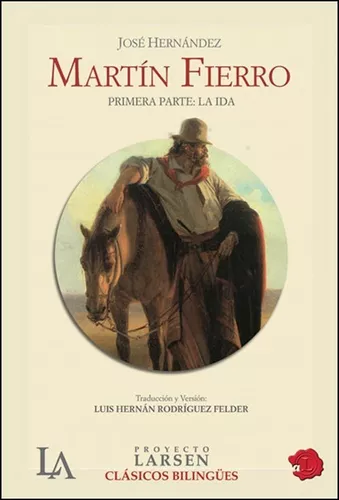 JOSÉ HERNÁNDEZ
MARTÍN FIERRO
PRIMERA PARTE: LA IDA
Traducción y Versión:
LUIS HERNÁN RODRÍGUEZ FELDER
LA
PROYECTO
LARSEN
CLÁSICOS BILINGÜES